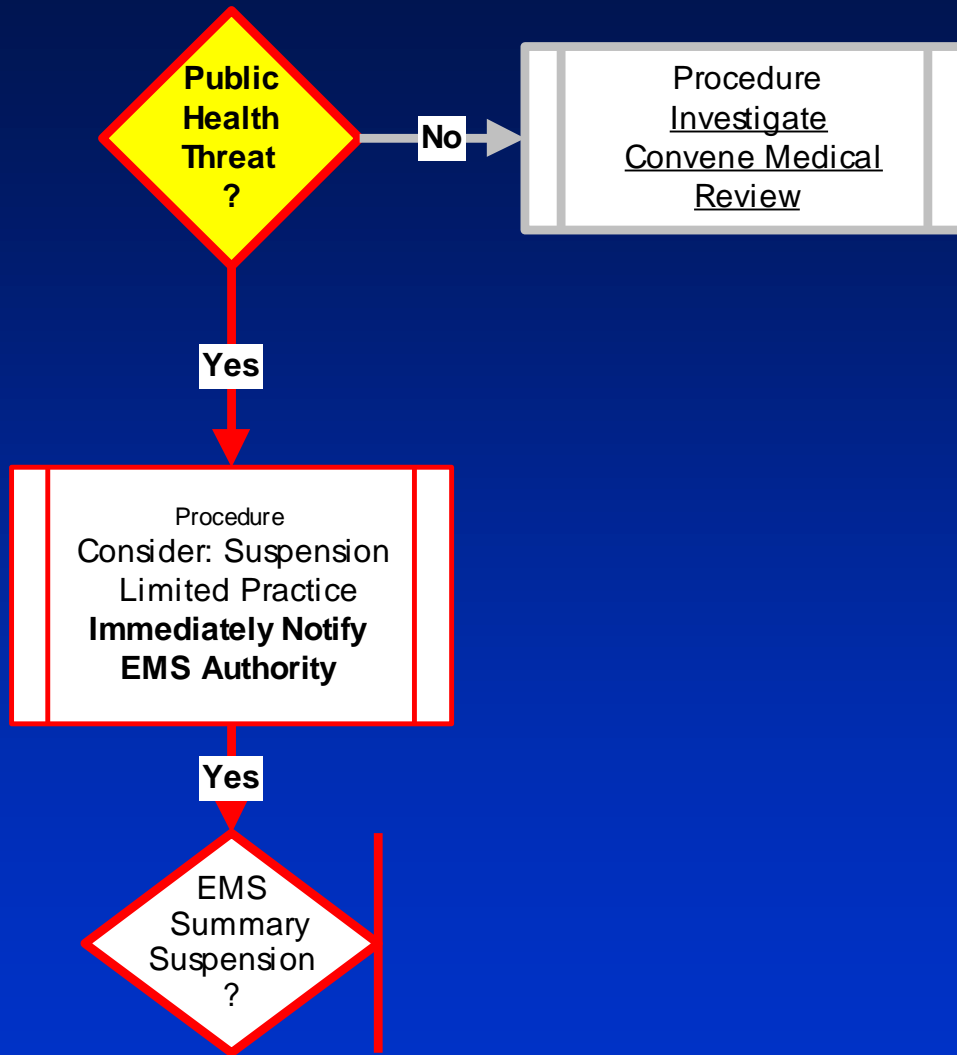 Public
Health
Threat
?
No
Procedure
Investigate
Convene Medical
Review
Yes
Procedure
Consider: Suspension
Limited Practice
Immediately Notify
EMS Authority
Yes
EMS
Summary
Suspension
?